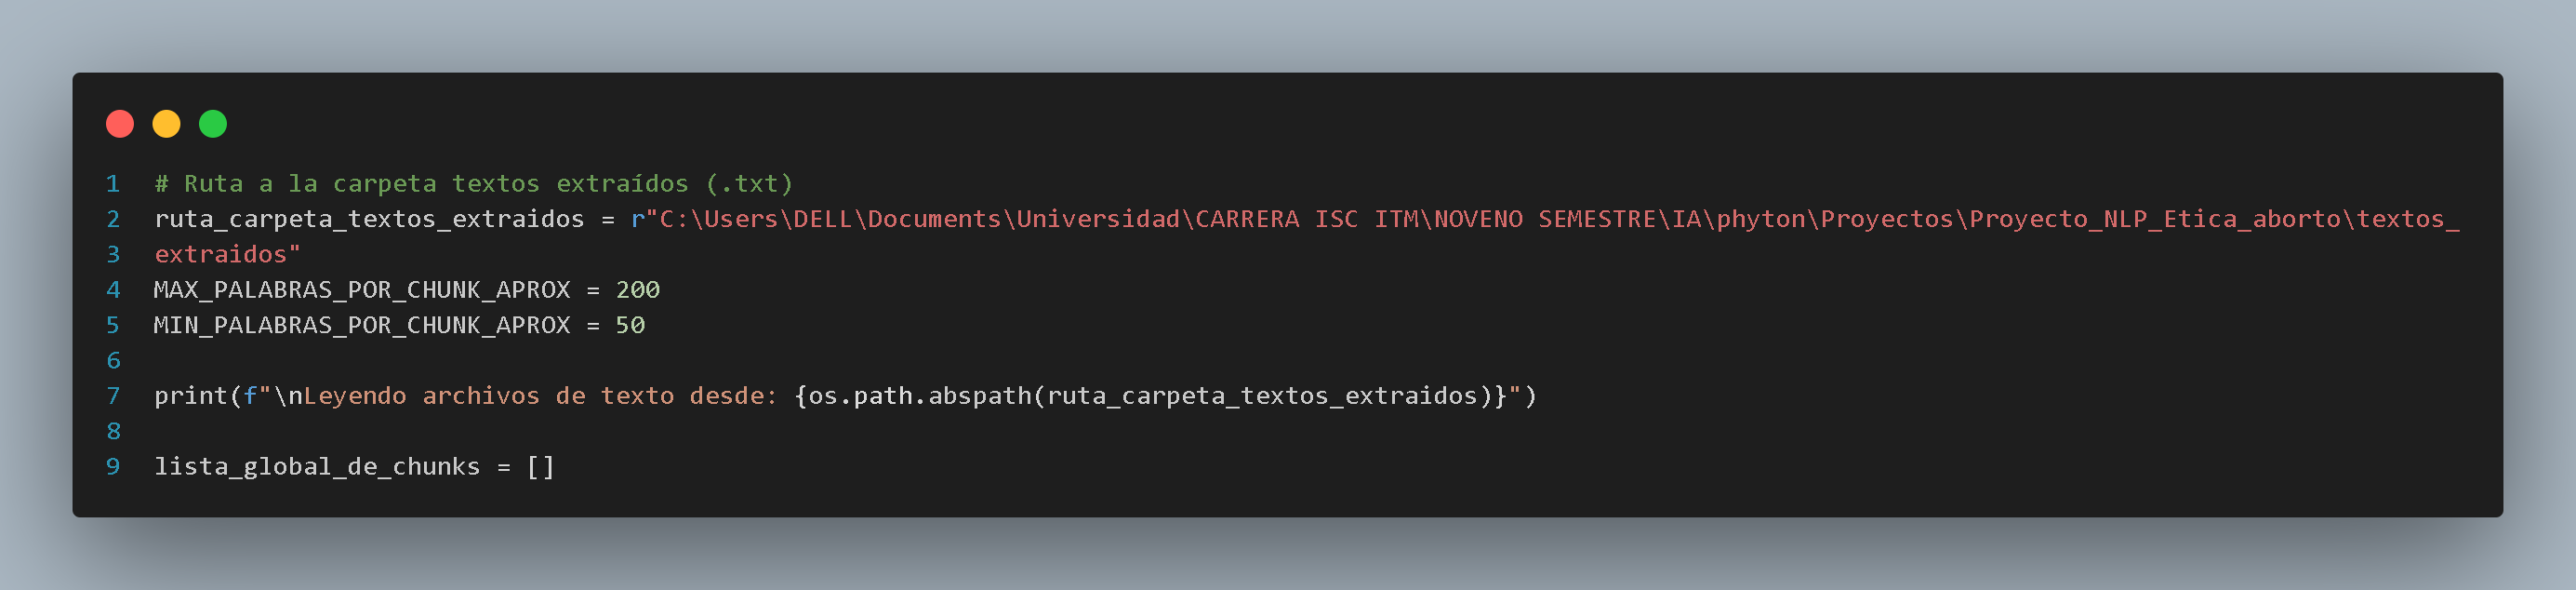 1 # Ruta a la carpeta textos extraídos (.txt)
2 ruta_carpeta_textos_extraidos = r"C:\Users\DELL\Documents\Universidad\CARRERA ISC ITM\NOVENO SEMESTRE\IA\phyton\Proyectos\Proyecto_NLP_Etica_aborto\textos_
3 extraidos"
4 MAX_PALABRAS_POR_CHUNK_APROX = 200
5 MIN_PALABRAS_POR_CHUNK_APROX = 50
6
7 print(f"\nLeyendo archivos de texto desde: {os.path.abspath(ruta_carpeta_textos_extraidos)}")
8
9 lista_global_de_chunks = []